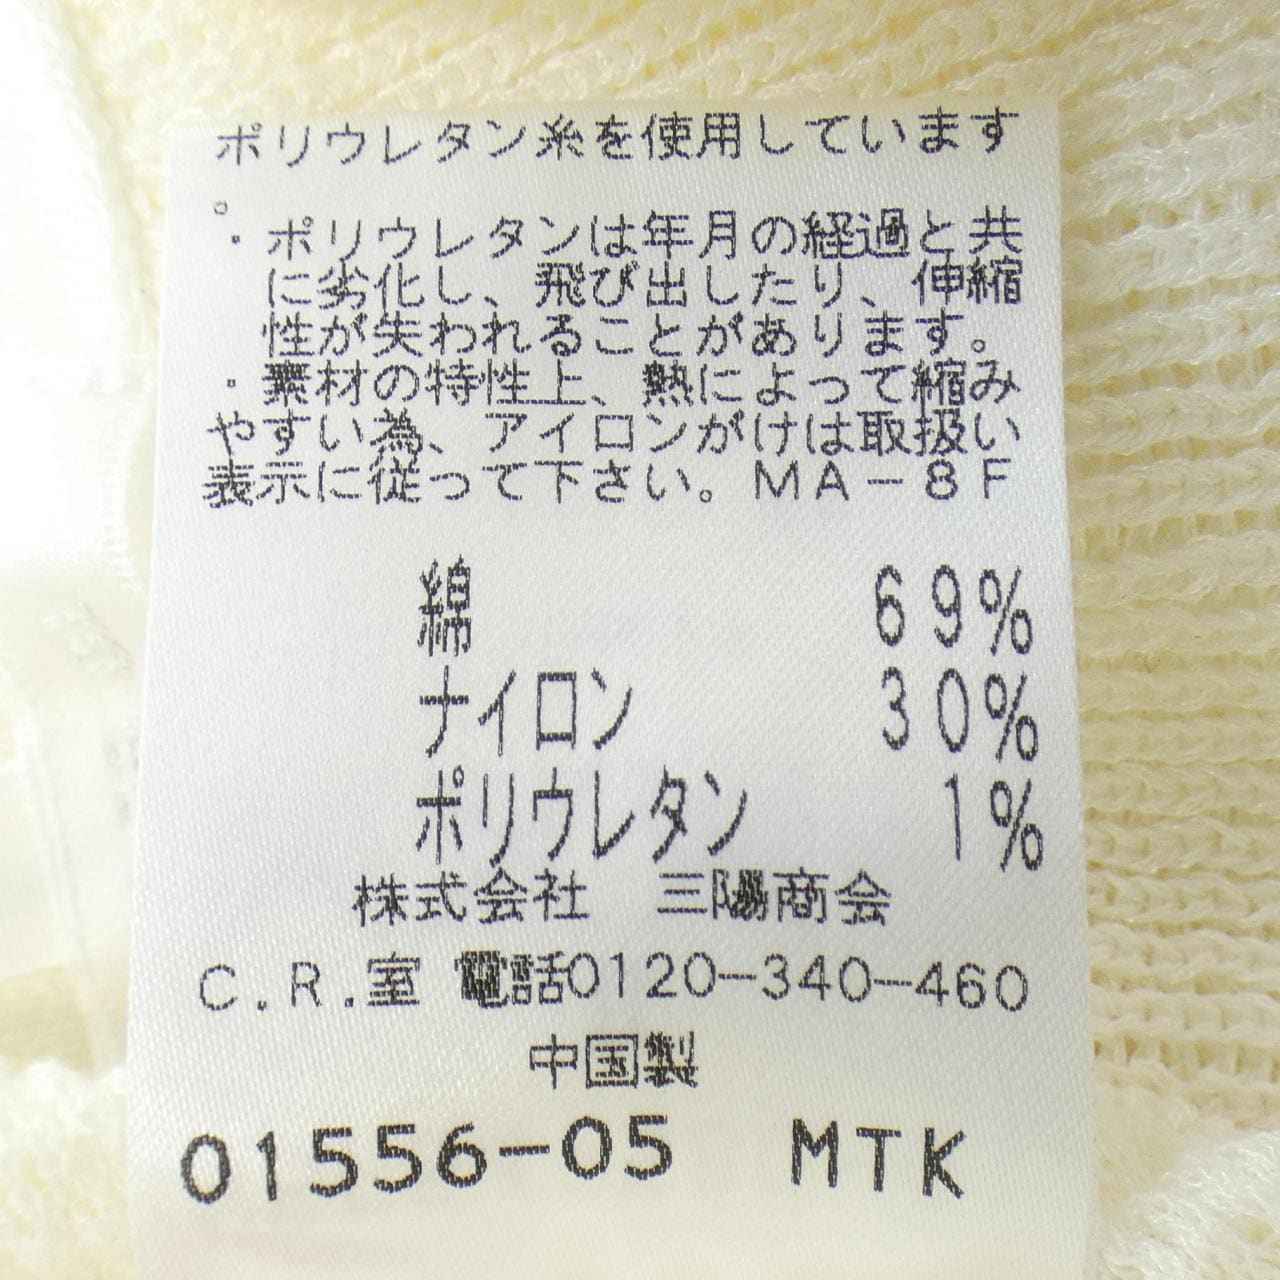 ポリウレタン糸を使用しています
。
・ポリウレタンは年月の経過と共
に劣化し、飛び出したり、伸縮
性が失われることがあります。
・素材の特性上、熱によって縮み
やすい為、アイロンがけは取扱い
表示に従って下さい。MA-8F
綿 69%
ナイロン 30%
ポリウレタン 1%
株式会社 三陽商会
C.R.室 電話0120-340-460
中国製
01556-05 MTK